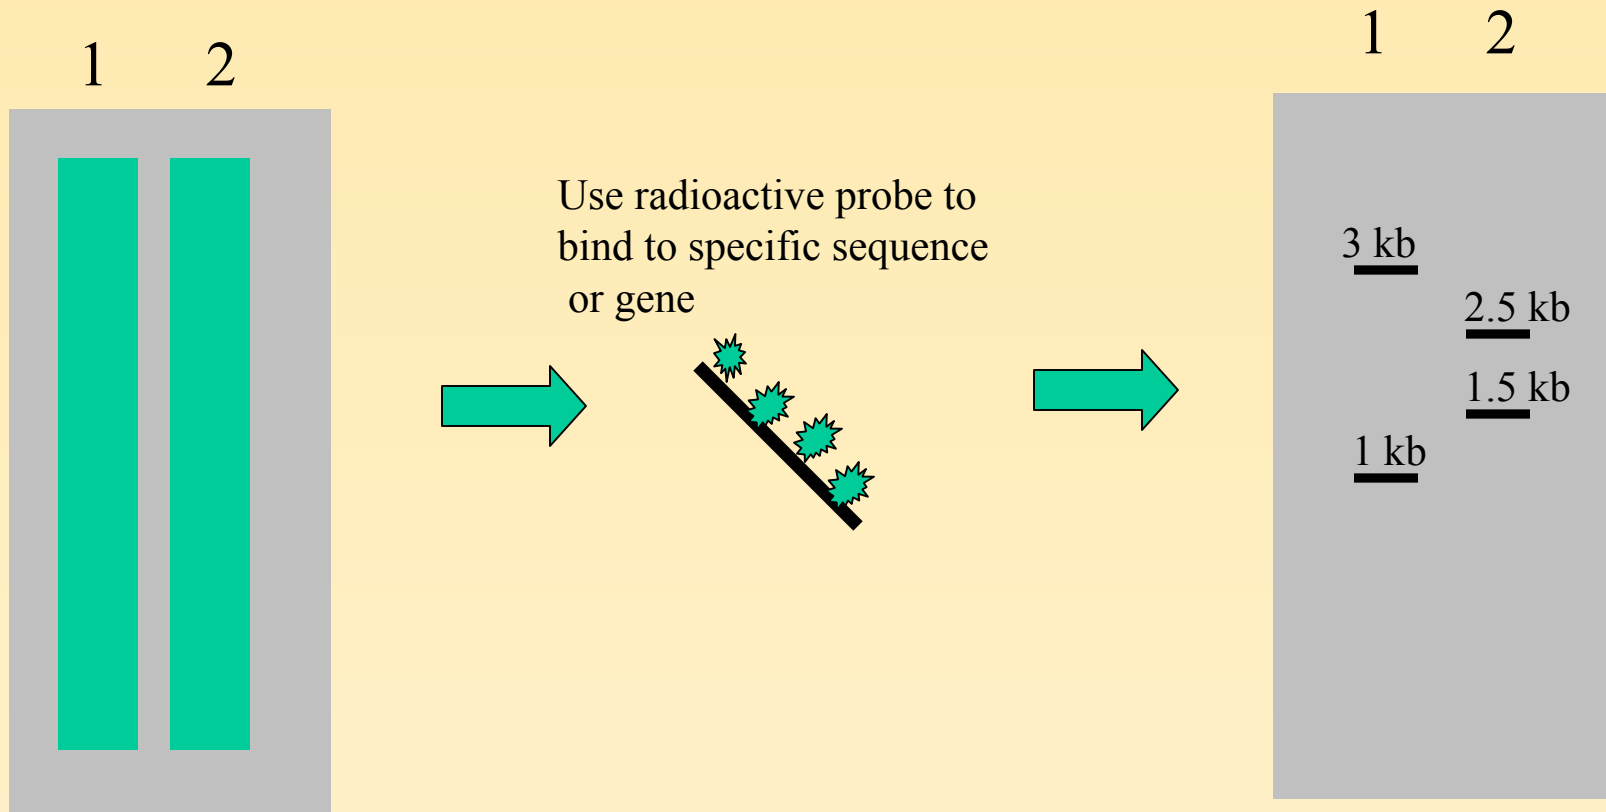 1 2
Use radioactive probe to
bind to specific sequence
or gene
1 2
3 kb
2.5 kb
1.5 kb
1 kb